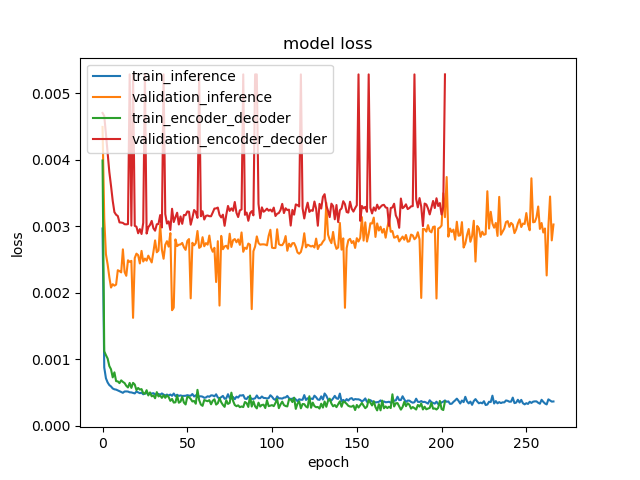 model loss
train_inference
validation_inference
train_encoder_decoder
validation_encoder_decoder
0.005
0.004
0.003
0.002
0.001
0.000
loss
0 50 100 150 200 250
epoch